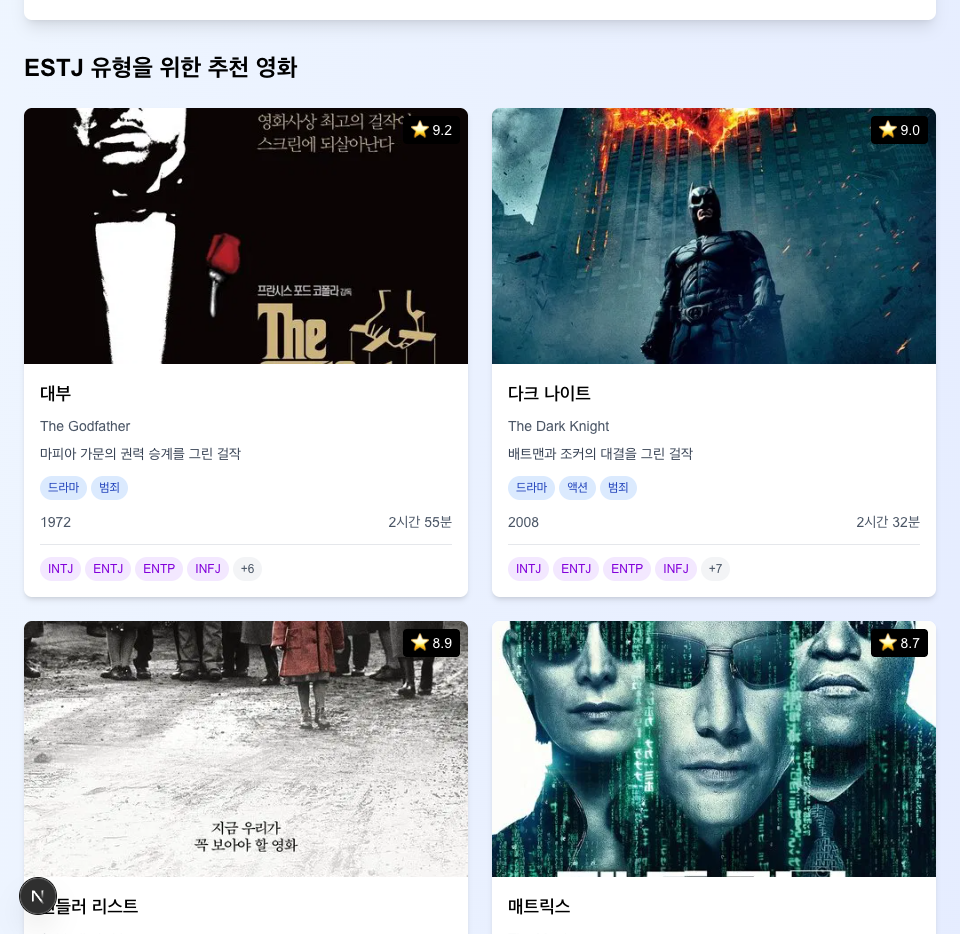 ESTJ 유형을 위한 추천 영화
영화사상 최고의 걸작이
스크린에 되살아난다
⭐ 9.2
프란시스 포드 코폴라 감독
The
대부
The Godfather
마피아 가문의 권력 승계를 그린 걸작
드라마 범죄
1972 2시간 55분
INTJ ENTJ ENTP INFJ +6
⭐ 9.0
다크 나이트
The Dark Knight
배트맨과 조커의 대결을 그린 걸작
드라마 액션 범죄
2008 2시간 32분
INTJ ENTJ ENTP INFJ +7
⭐ 8.9
지금 우리가
꼭 보아야 할 영화
들러 리스트
⭐ 8.7
매트릭스
N